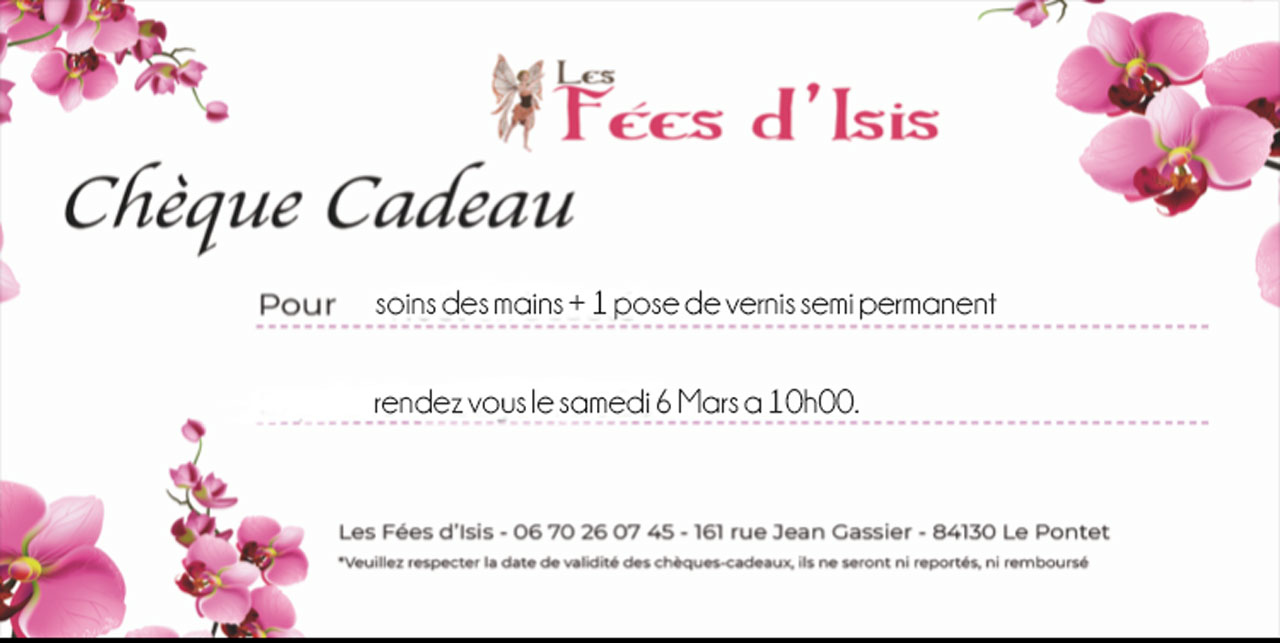 Les
Fées d'Isis
Chèque Cadeau
Pour soins des mains + 1 pose de vernis semi permanent
rendez vous le samedi 6 Mars a 10h00.
Les Fées d'Isis - 06 70 26 07 45 - 161 rue Jean Gassier - 84130 Le Pontet
*Veuillez respecter la date de validité des chèques-cadeaux, ils ne seront ni reportés, ni remboursé